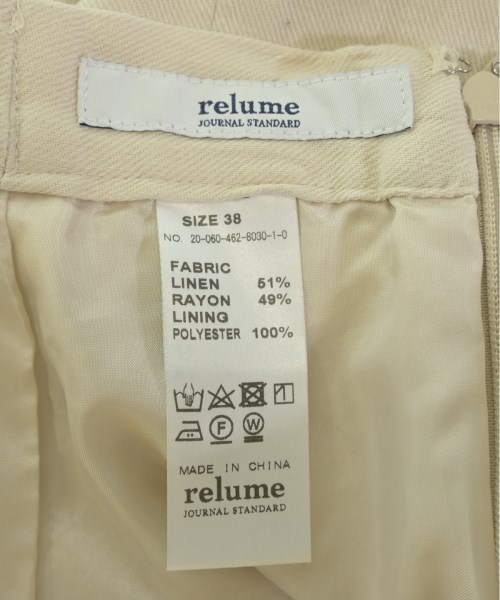 relume
JOURNAL STANDARD
SIZE 38
NO. 20-060-462-8030-1-0
FABRIC
LINEN 51%
RAYON 49%
LINING
POLYESTER 100%
F W
MADE IN CHINA
relume
JOURNAL STANDARD